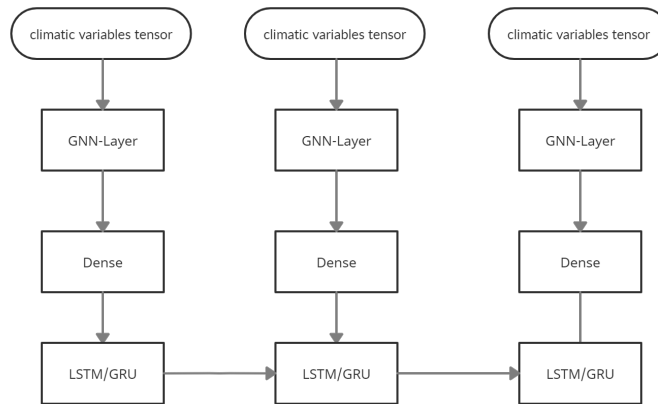 climatic variables tensor
climatic variables tensor
climatic variables tensor
GNN-Layer
GNN-Layer
GNN-Layer
Dense
Dense
Dense
LSTM/GRU
LSTM/GRU
LSTM/GRU